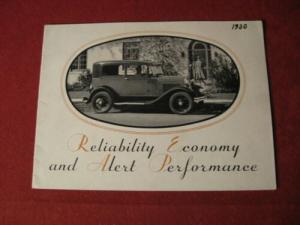 1930
Reliability Economy
and Alert Performance